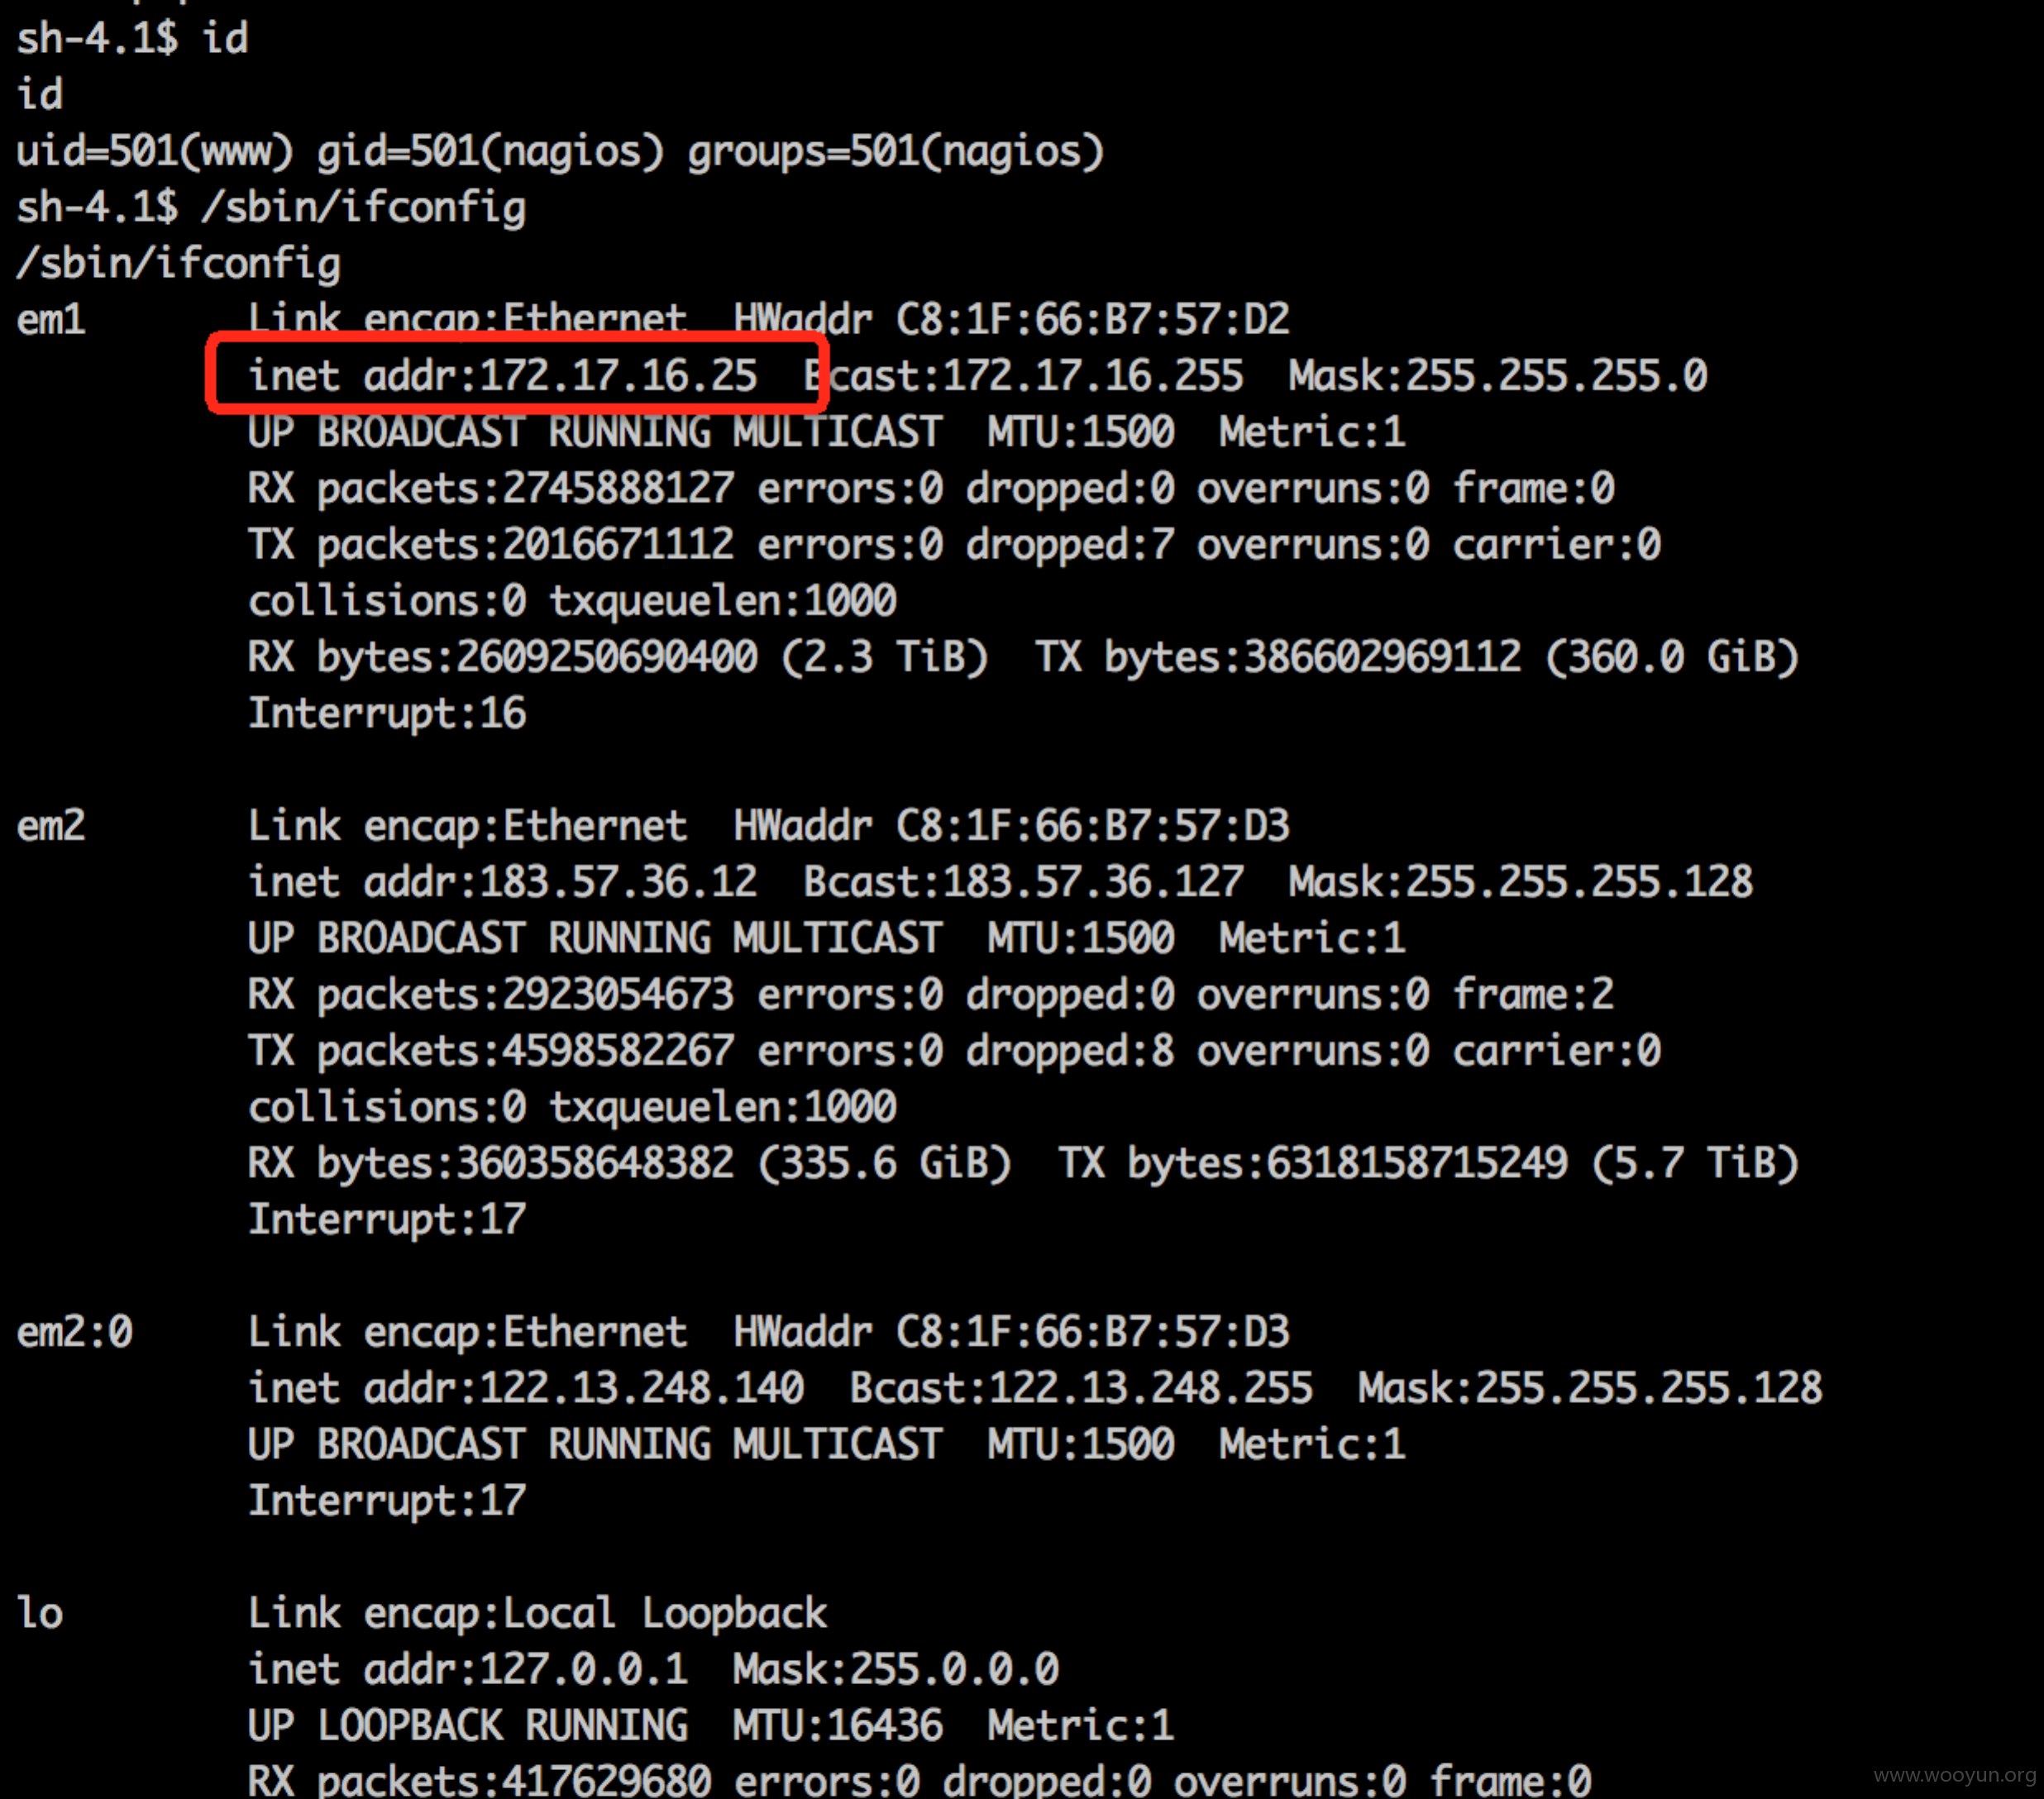 sh-4.1$ id
id
uid=501(www) gid=501(nagios) groups=501(nagios)
sh-4.1$ /sbin/ifconfig
/sbin/ifconfig
em1       Link encap:Ethernet  HWaddr C8:1F:66:B7:57:D2
          inet addr:172.17.16.25  Bcast:172.17.16.255  Mask:255.255.255.0
          UP BROADCAST RUNNING MULTICAST  MTU:1500  Metric:1
          RX packets:2745888127 errors:0 dropped:0 overruns:0 frame:0
          TX packets:2016671112 errors:0 dropped:7 overruns:0 carrier:0
          collisions:0 txqueuelen:1000
          RX bytes:2609250690400 (2.3 TiB)  TX bytes:386602969112 (360.0 GiB)
          Interrupt:16
em2       Link encap:Ethernet  HWaddr C8:1F:66:B7:57:D3
          inet addr:183.57.36.12  Bcast:183.57.36.127  Mask:255.255.255.128
          UP BROADCAST RUNNING MULTICAST  MTU:1500  Metric:1
          RX packets:2923054673 errors:0 dropped:0 overruns:0 frame:2
          TX packets:4598582267 errors:0 dropped:8 overruns:0 carrier:0
          collisions:0 txqueuelen:1000
          RX bytes:360358648382 (335.6 GiB)  TX bytes:6318158715249 (5.7 TiB)
          Interrupt:17
em2:0     Link encap:Ethernet  HWaddr C8:1F:66:B7:57:D3
          inet addr:122.13.248.140  Bcast:122.13.248.255  Mask:255.255.255.128
          UP BROADCAST RUNNING MULTICAST  MTU:1500  Metric:1
          Interrupt:17
lo        Link encap:Local Loopback
          inet addr:127.0.0.1  Mask:255.0.0.0
          UP LOOPBACK RUNNING  MTU:16436  Metric:1
          RX packets:417629680 errors:0 dropped:0 overruns:0 frame:0
www.wooyun.org